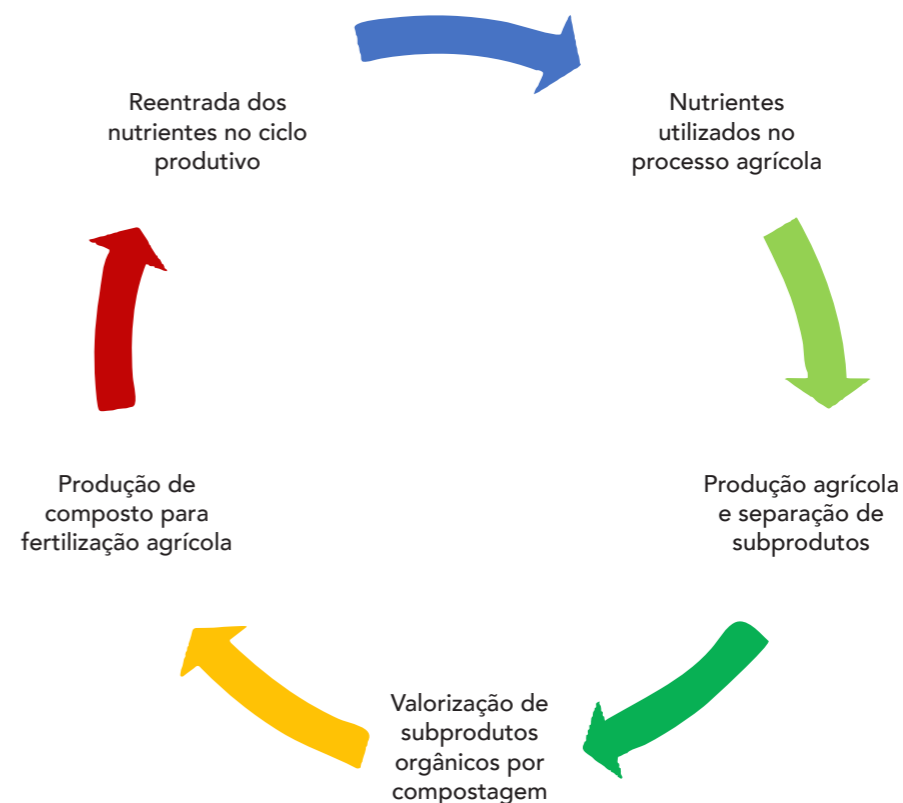 Reentrada dos
nutrientes no ciclo
produtivo
Nutrientes
utilizados no
processo agrícola
Produção agrícola
e separação de
subprodutos
Valorização de
subprodutos
orgânicos por
compostagem
Produção de
composto para
fertilização agrícola